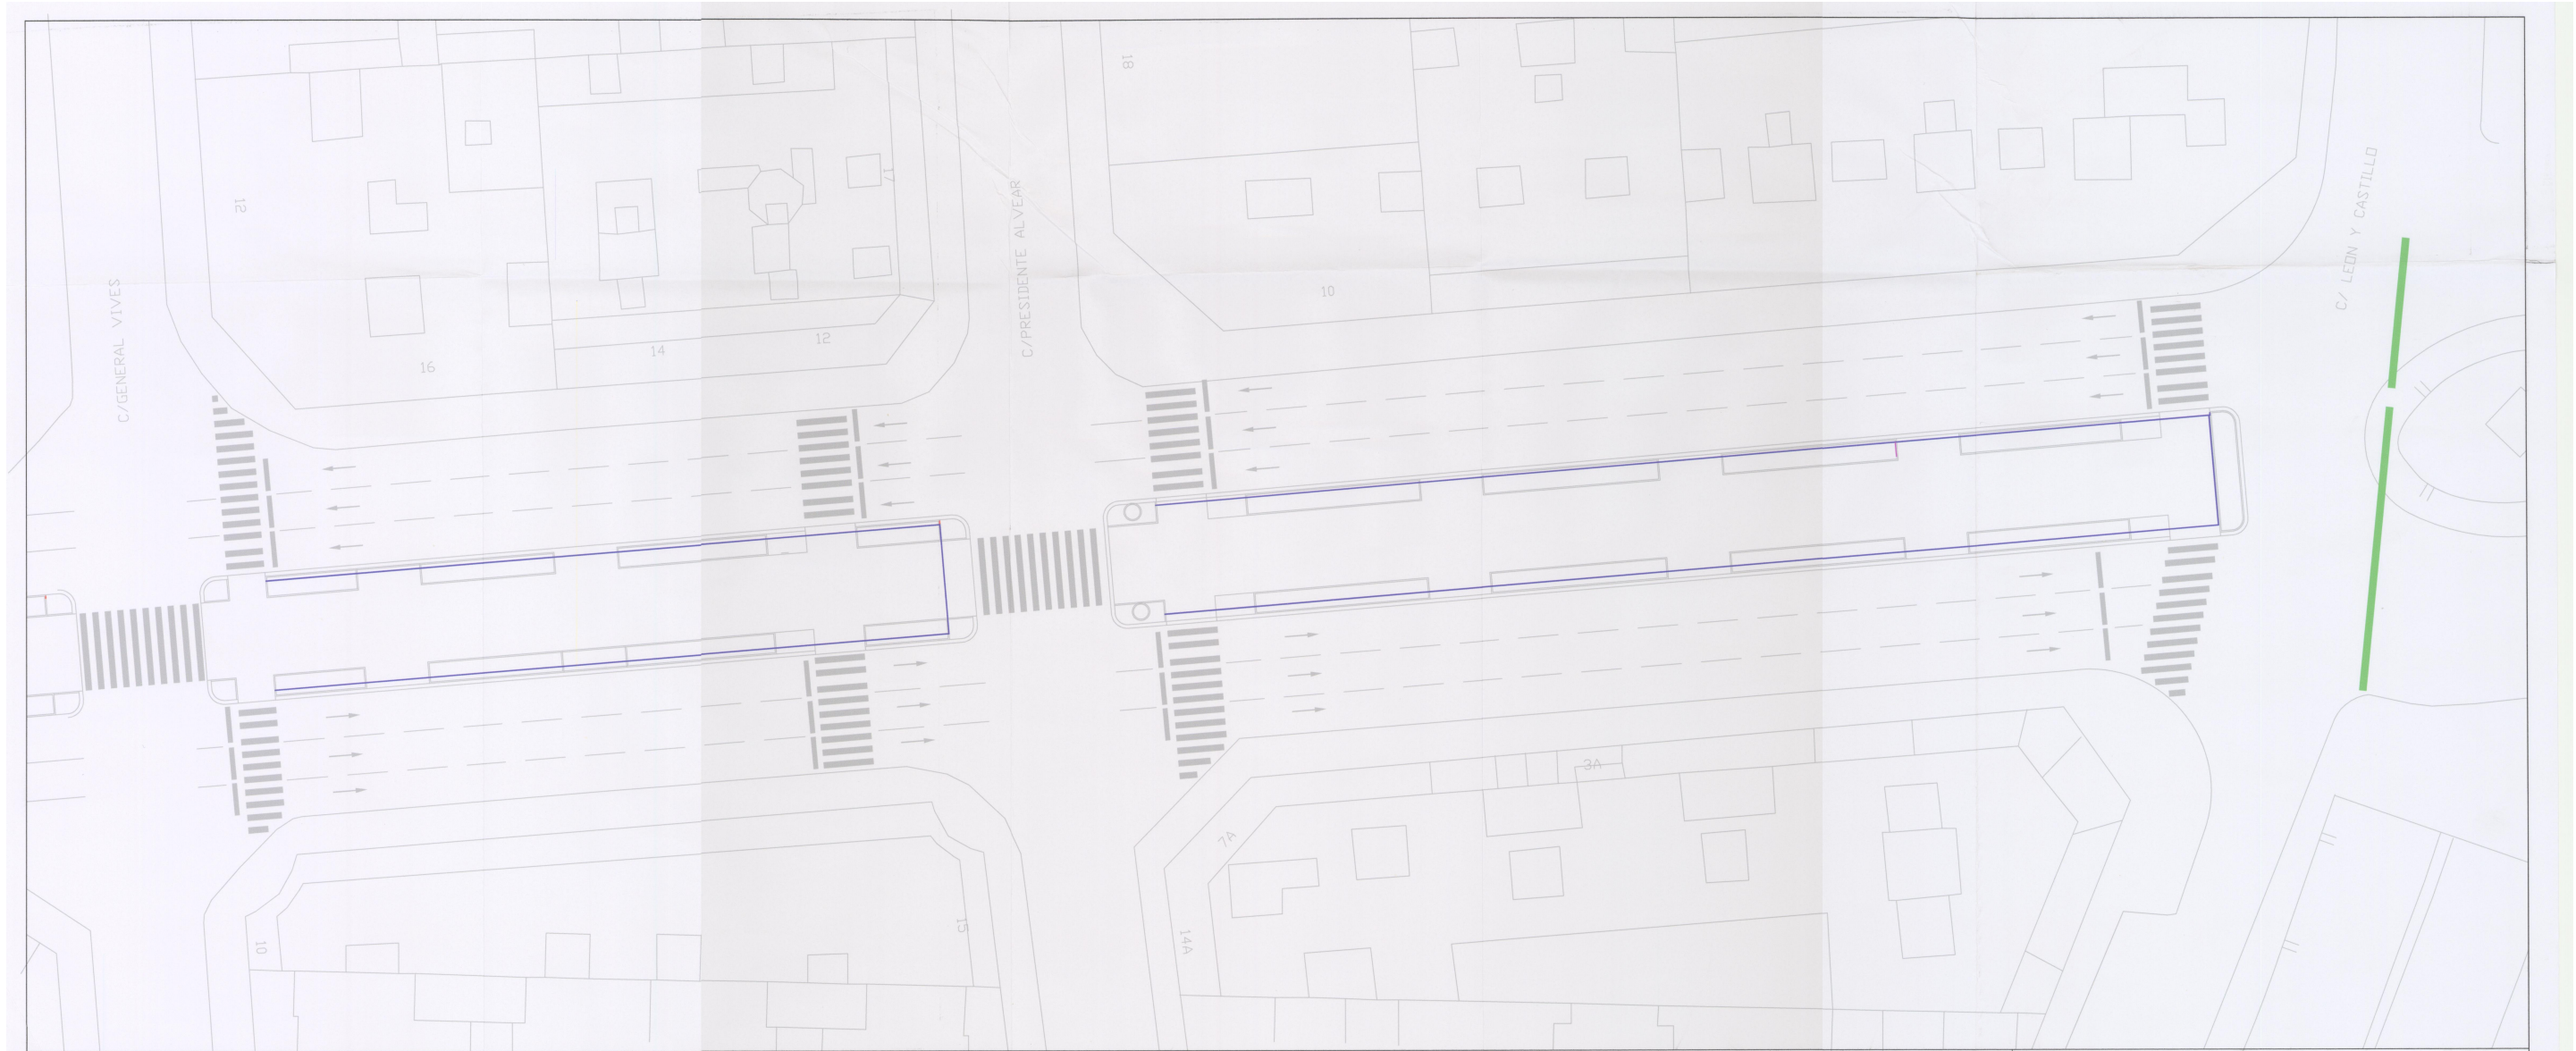 18
12
17
C/GENERAL VIVES
C/PRESIDENTE ALVEAR
C/ LEON Y CASTILLO
10
16
14
12
3A
7A
10
15
14A